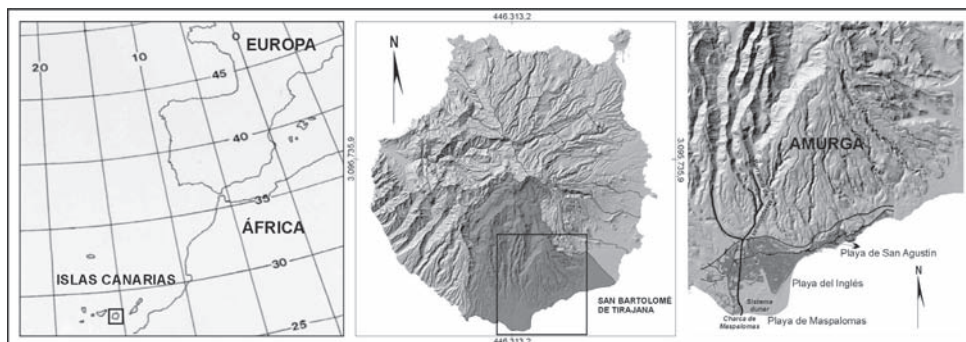 EUROPA
20
10
0
45
40
35
ÁFRICA
30
ISLAS CANARIAS
25
446.313,2
N
3.095.735,9
3.095.735,9
SAN BARTOLOMÉ
DE TIRAJANA
446.313,2
AMURGA
Playa de San Agustín
N
Playa del Inglés
Sistema
dunar
Charca de
Maspalomas
Playa de Maspalomas